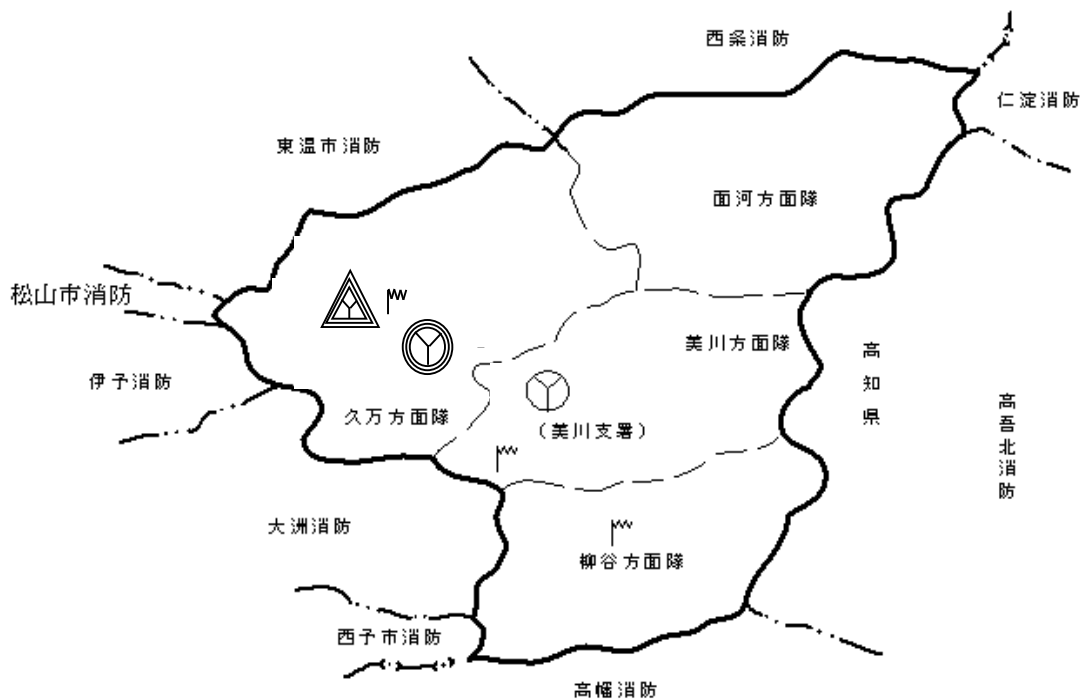 西条消防
仁淀消防
東温市消防
面河方面隊
松山市消防
美川方面隊
高知県
伊予消防
久万方面隊
(美川支署)
高吾北消防
大洲消防
柳谷方面隊
西予市消防
高幡消防